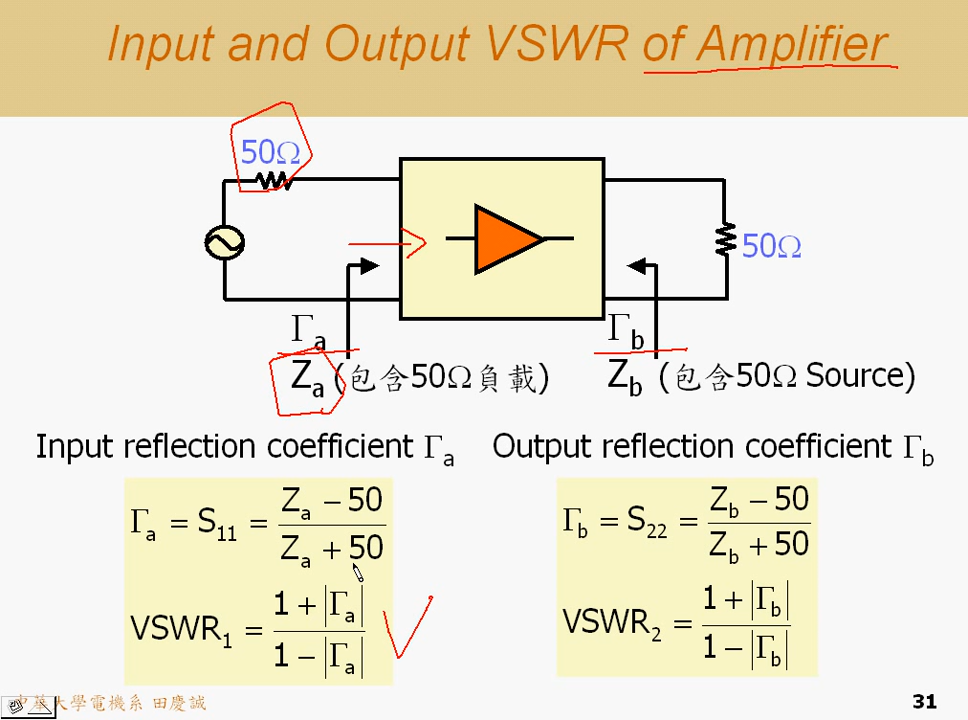 Input and Output VSWR of Amplifier
50Ω
50Ω
Γa
Za (包含50Ω負載)
Γb
Zb (包含50Ω Source)
Input reflection coefficient Γa
Output reflection coefficient Γb
Γa = S11 = (Za − 50) / (Za + 50)
VSWR1 = (1 + |Γa|) / (1 − |Γa|)
Γb = S22 = (Zb − 50) / (Zb + 50)
VSWR2 = (1 + |Γb|) / (1 − |Γb|)
中華大學電機系 田慶誠
31